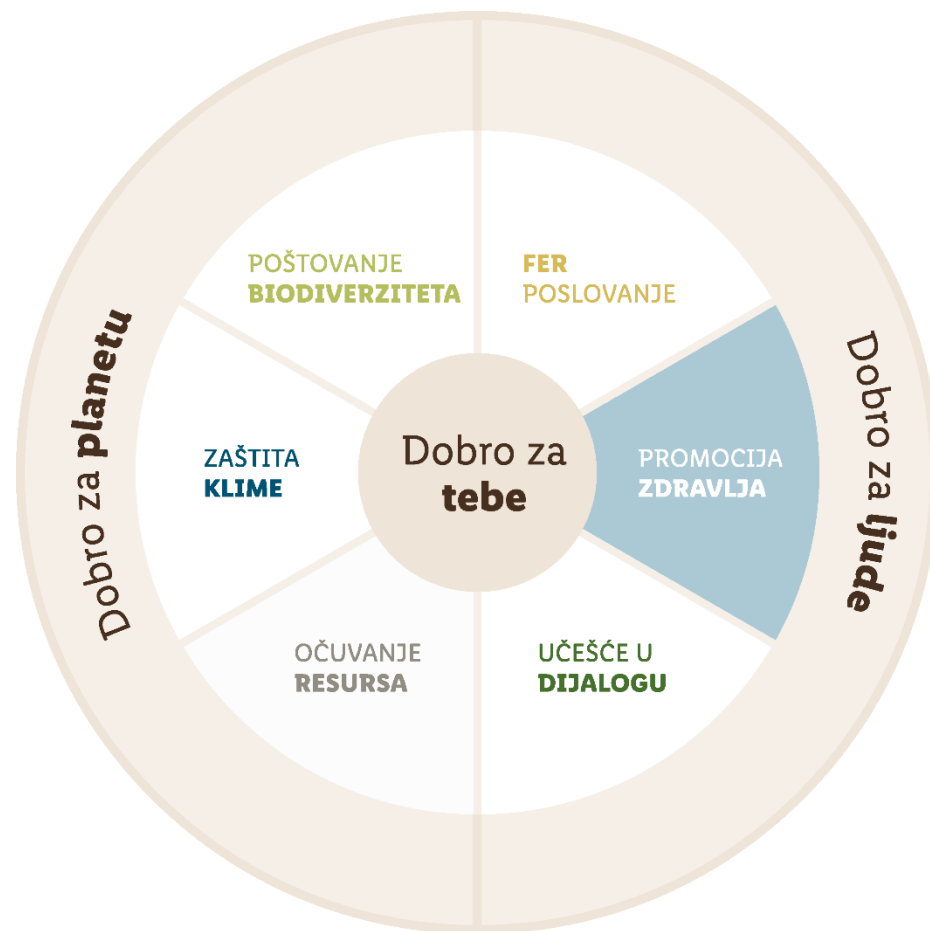 POŠTOVANJE
BIODIVERZITETA
FER
POSLOVANJE
Dobro za planetu
ZAŠTITA
KLIME
Dobro za
tebe
PROMOCIJA
ZDRAVLJA
Dobro za ljude
OČUVANJE
RESURSA
UČEŠĆE U
DIJALOGU